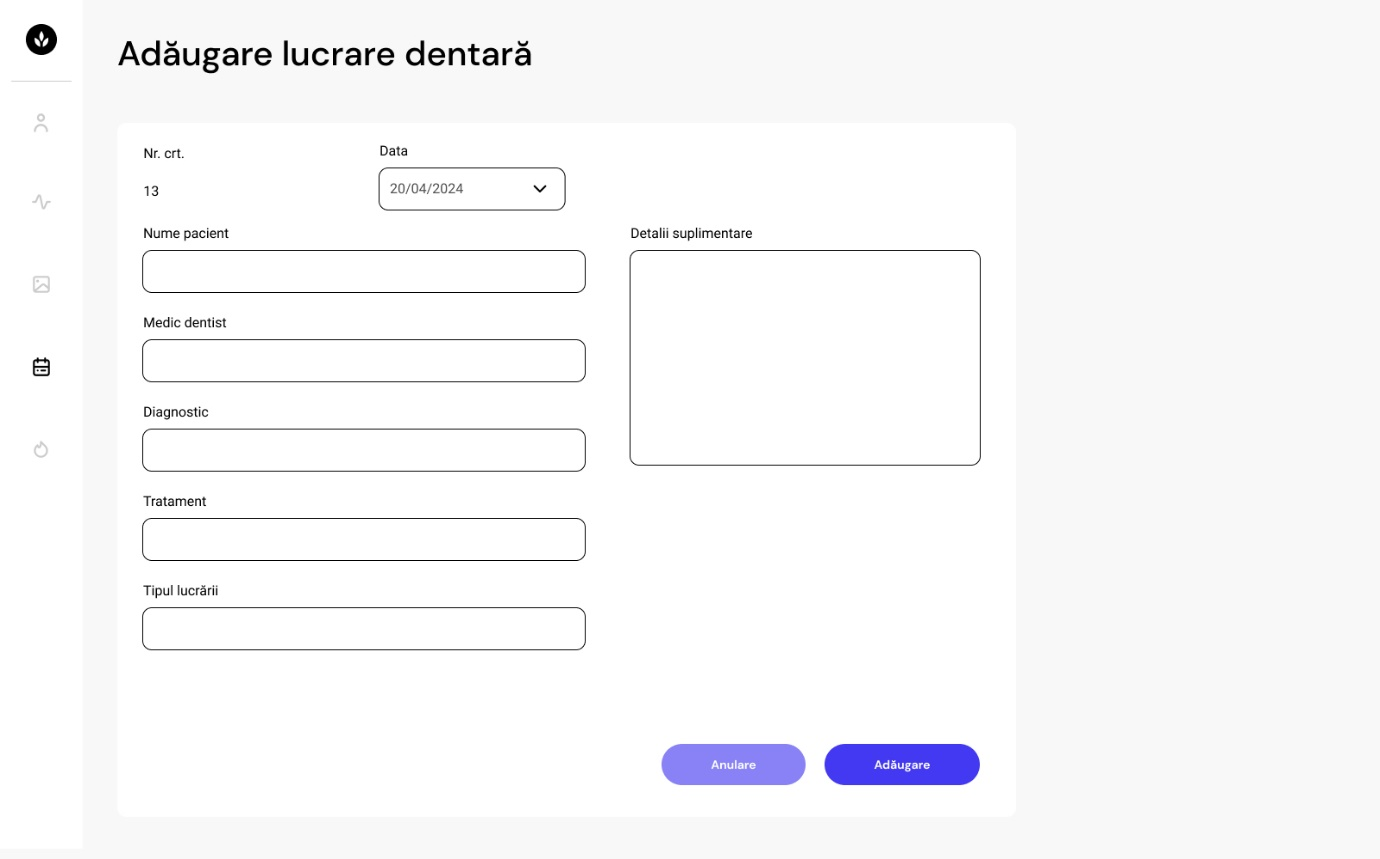 Adăugare lucrare dentară
Nr. crt.
Data
13
20/04/2024
Nume pacient
Detalii suplimentare
Medic dentist
Diagnostic
Tratament
Tipul lucrării
Anulare
Adăugare